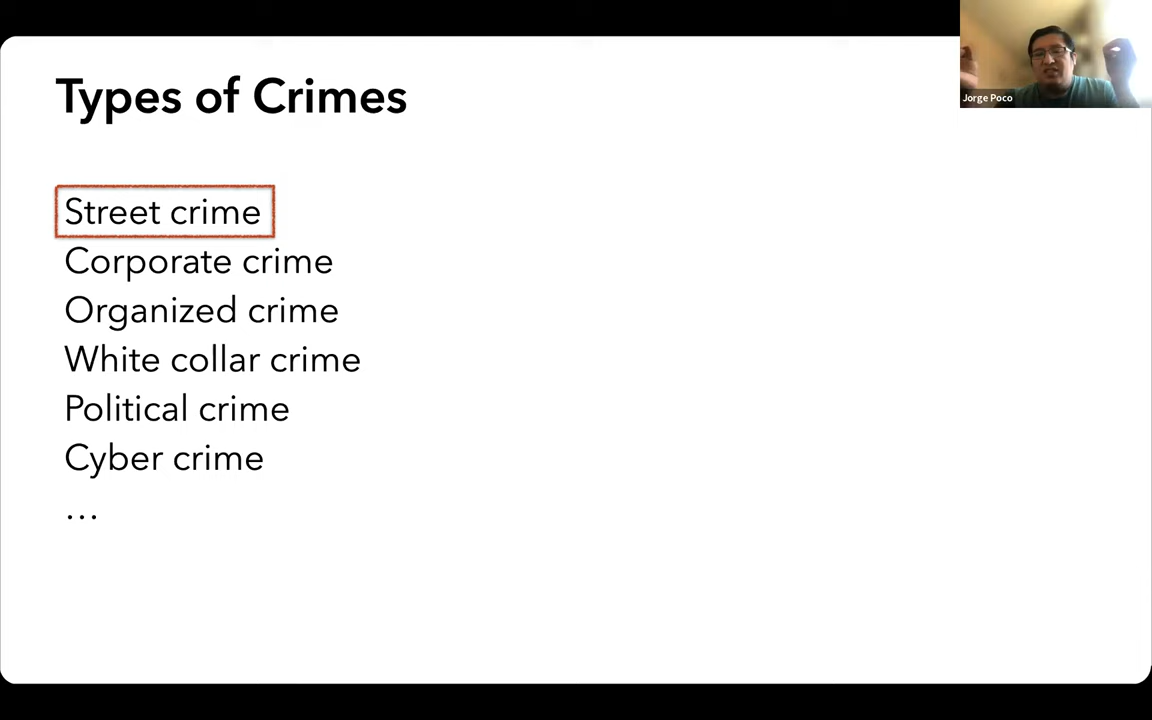 Types of Crimes
Jorge Poco
Street crime
Corporate crime
Organized crime
White collar crime
Political crime
Cyber crime
…